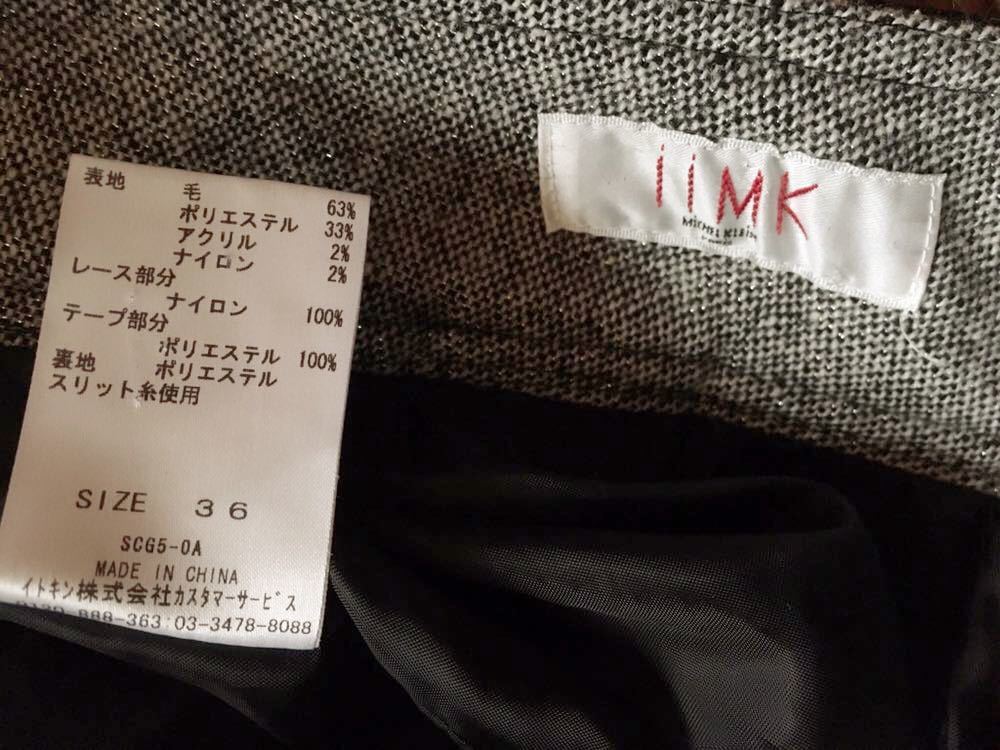 表地 毛 63%
ポリエステル 33%
アクリル 2%
ナイロン 2%
レース部分
ナイロン 100%
テープ部分
ポリエステル 100%
裏地 ポリエステル
スリット糸使用
SIZE 36
SCG5-0A
MADE IN CHINA
イトキン株式会社カスタマーサービス
0120-888-363:03-3478-8088
iiMK
MICHEL KLEIN